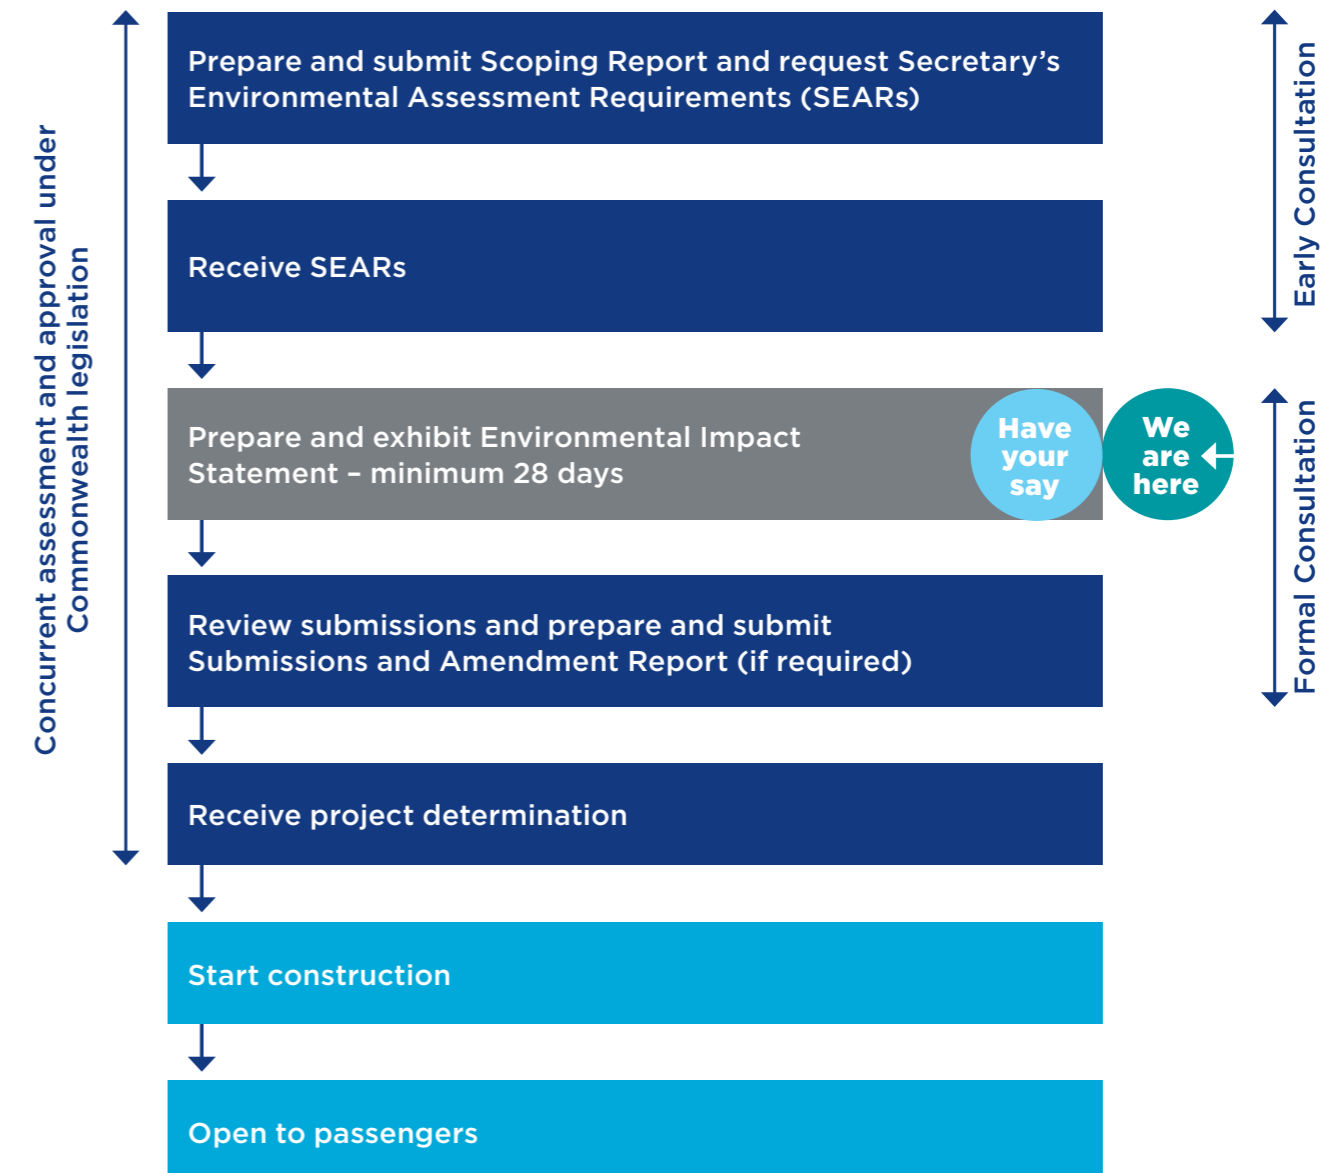 Concurrent assessment and approval under
Commonwealth legislation
Prepare and submit Scoping Report and request Secretary’s
Environmental Assessment Requirements (SEARs)
Receive SEARs
Early Consultation
Prepare and exhibit Environmental Impact
Statement – minimum 28 days
Have
your
say
We
are
here
Formal Consultation
Review submissions and prepare and submit
Submissions and Amendment Report (if required)
Receive project determination
Start construction
Open to passengers